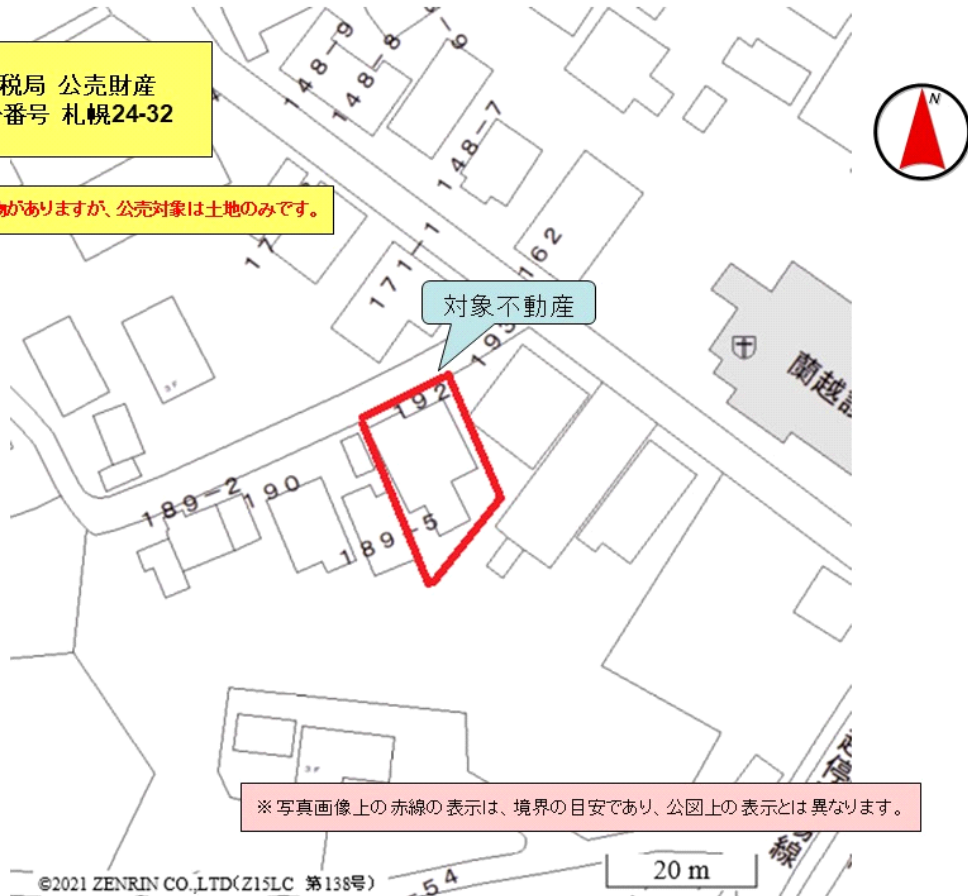 税局 公売財産
番号 札幌24-32
物がありますが、公売対象は土地のみです。
N
148-9
148-8
148-7
171-1
162
対象不動産
193
192
蘭越
189-2
190
189-5
※写真画像上の赤線の表示は、境界の目安であり、公図上の表示とは異なります。
停
線
20 m
©2021 ZENRIN CO.,LTD(Z15LC 第138号)
54